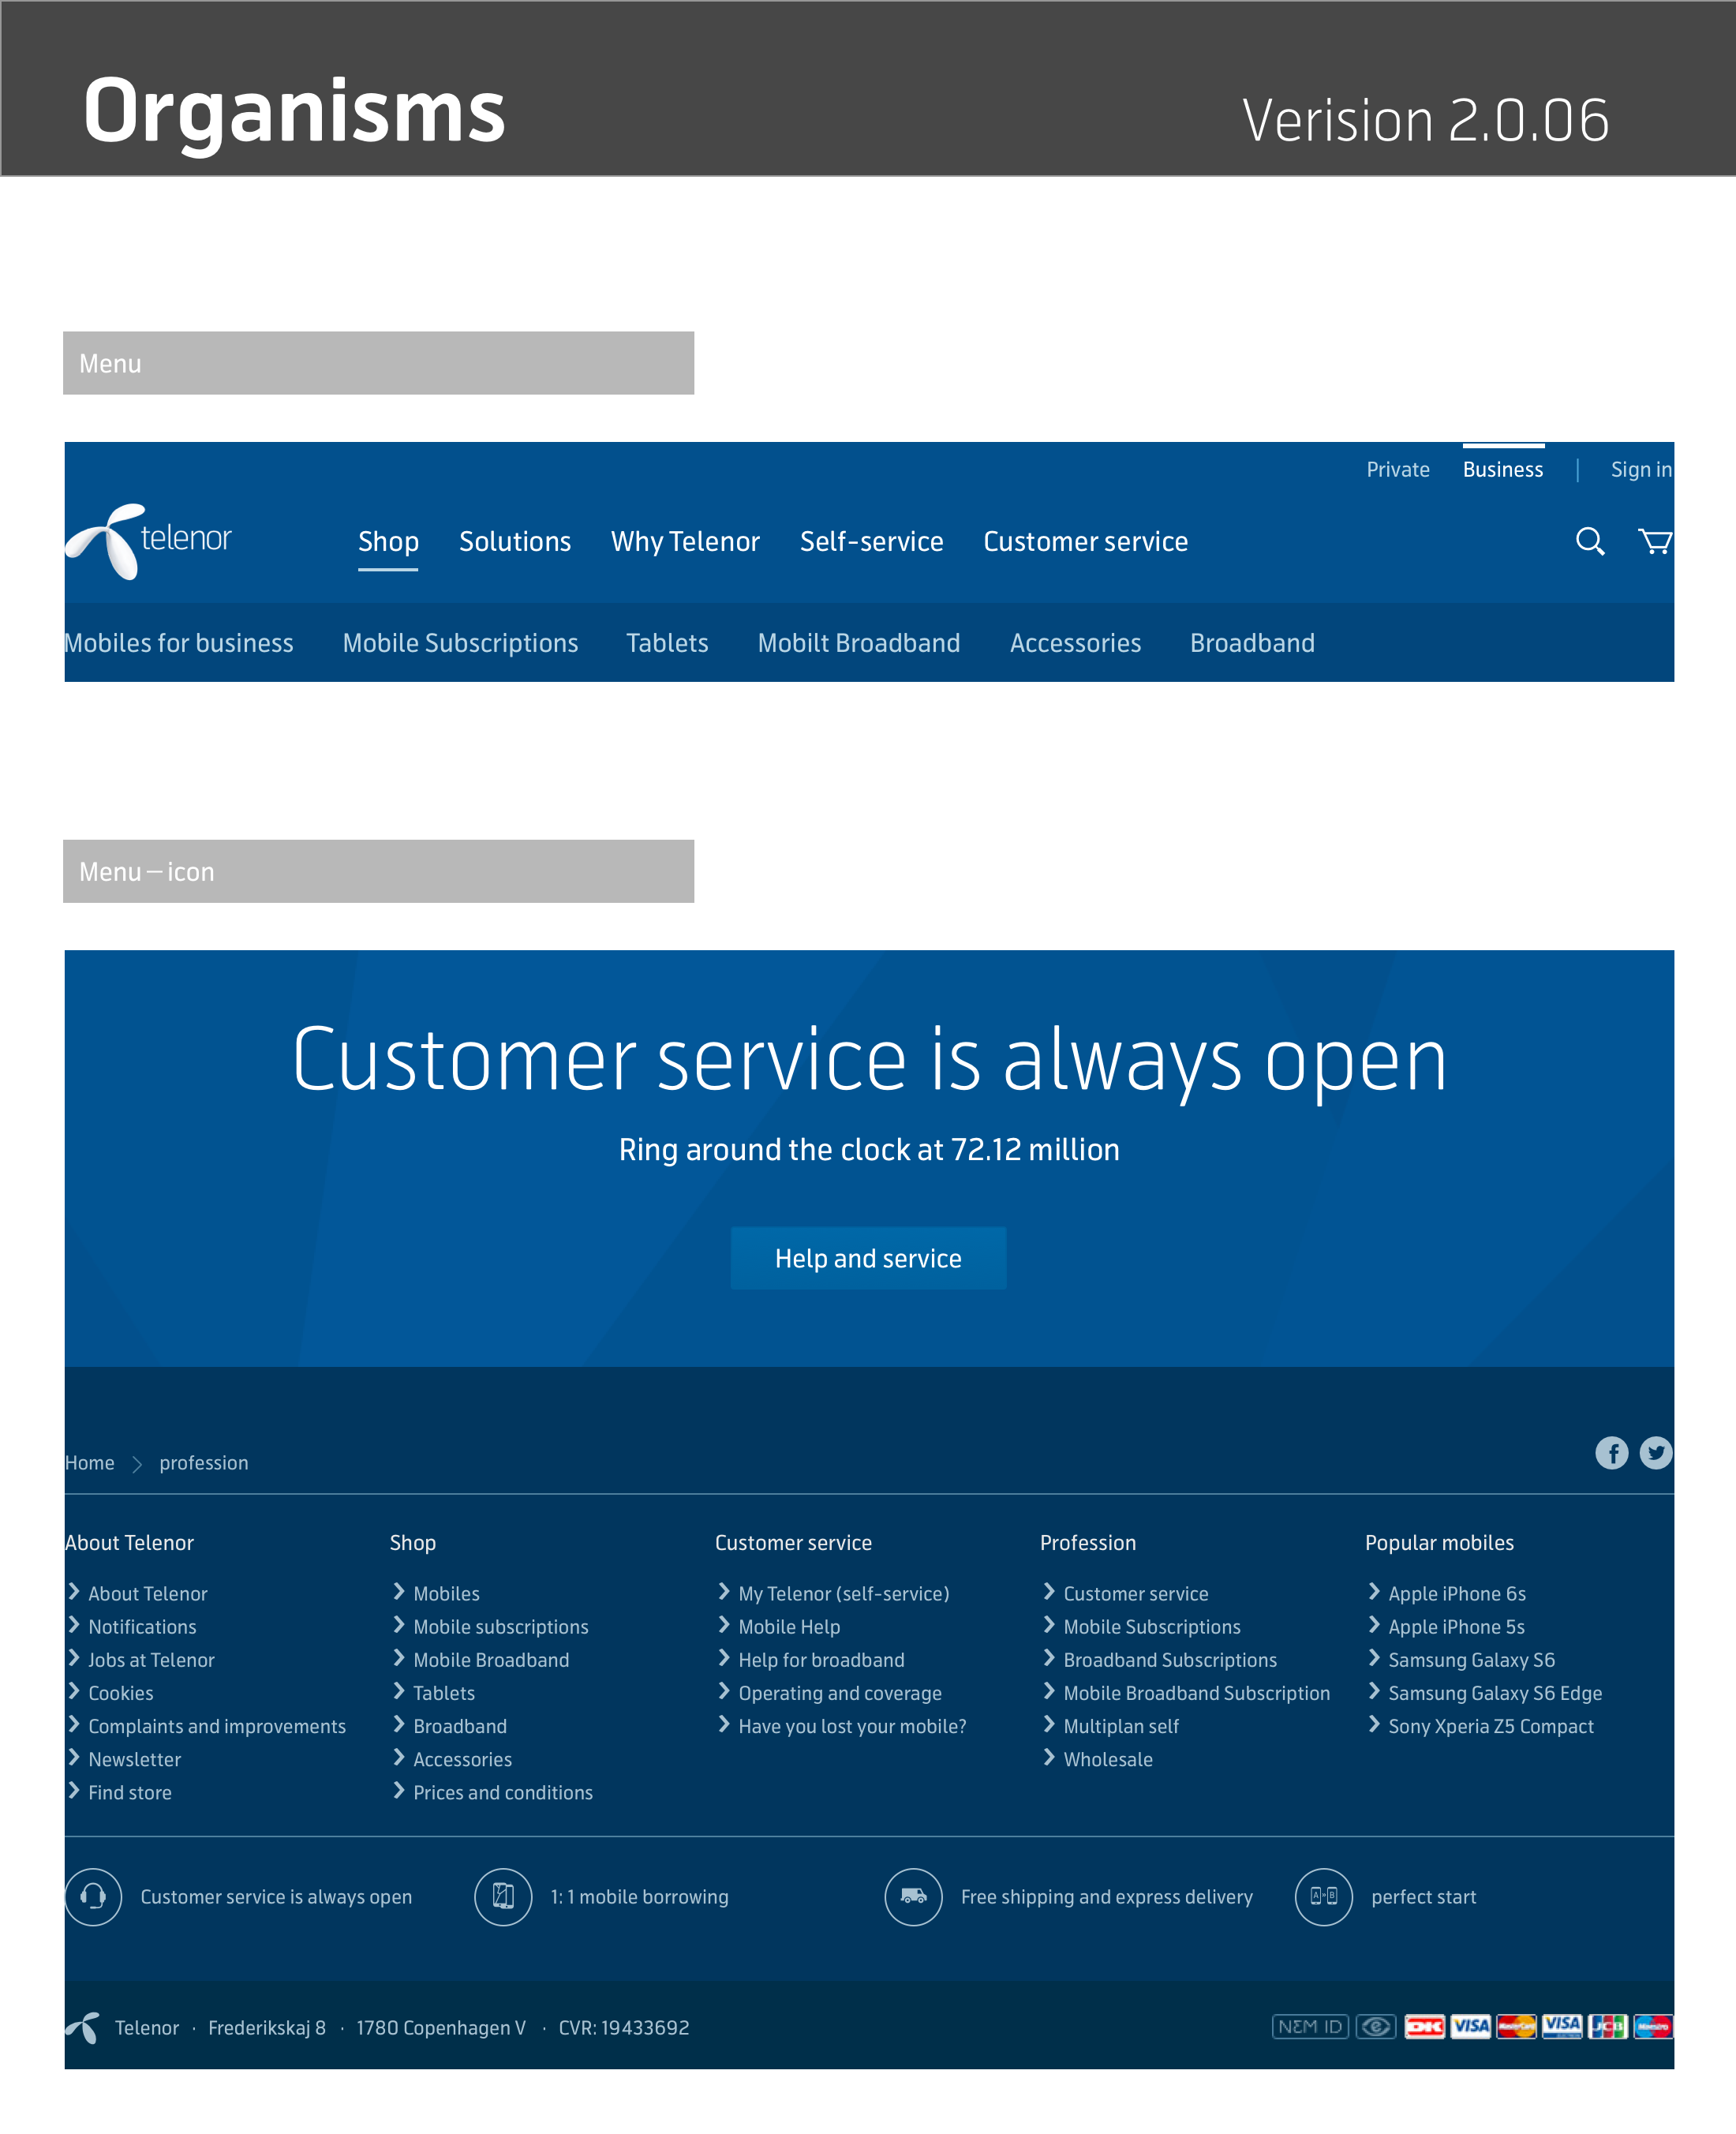 Organisms
Verision 2.0.06
Menu
Private Business | Sign in
telenor
Shop Solutions Why Telenor Self-service Customer service
Mobiles for business Mobile Subscriptions Tablets Mobilt Broadband Accessories Broadband
Menu – icon
Customer service is always open
Ring around the clock at 72.12 million
Help and service
Home > profession
About Telenor
About Telenor
Notifications
Jobs at Telenor
Cookies
Complaints and improvements
Newsletter
Find store
Shop
Mobiles
Mobile subscriptions
Mobile Broadband
Tablets
Broadband
Accessories
Prices and conditions
Customer service
My Telenor (self-service)
Mobile Help
Help for broadband
Operating and coverage
Have you lost your mobile?
Profession
Customer service
Mobile Subscriptions
Broadband Subscriptions
Mobile Broadband Subscription
Multiplan self
Wholesale
Popular mobiles
Apple iPhone 6s
Apple iPhone 5s
Samsung Galaxy S6
Samsung Galaxy S6 Edge
Sony Xperia Z5 Compact
Customer service is always open
1: 1 mobile borrowing
Free shipping and express delivery
A B
perfect start
Telenor · Frederikskaj 8 · 1780 Copenhagen V · CVR: 19433692
NEM ID e DK VISA MasterCard VISA JCB Maestro